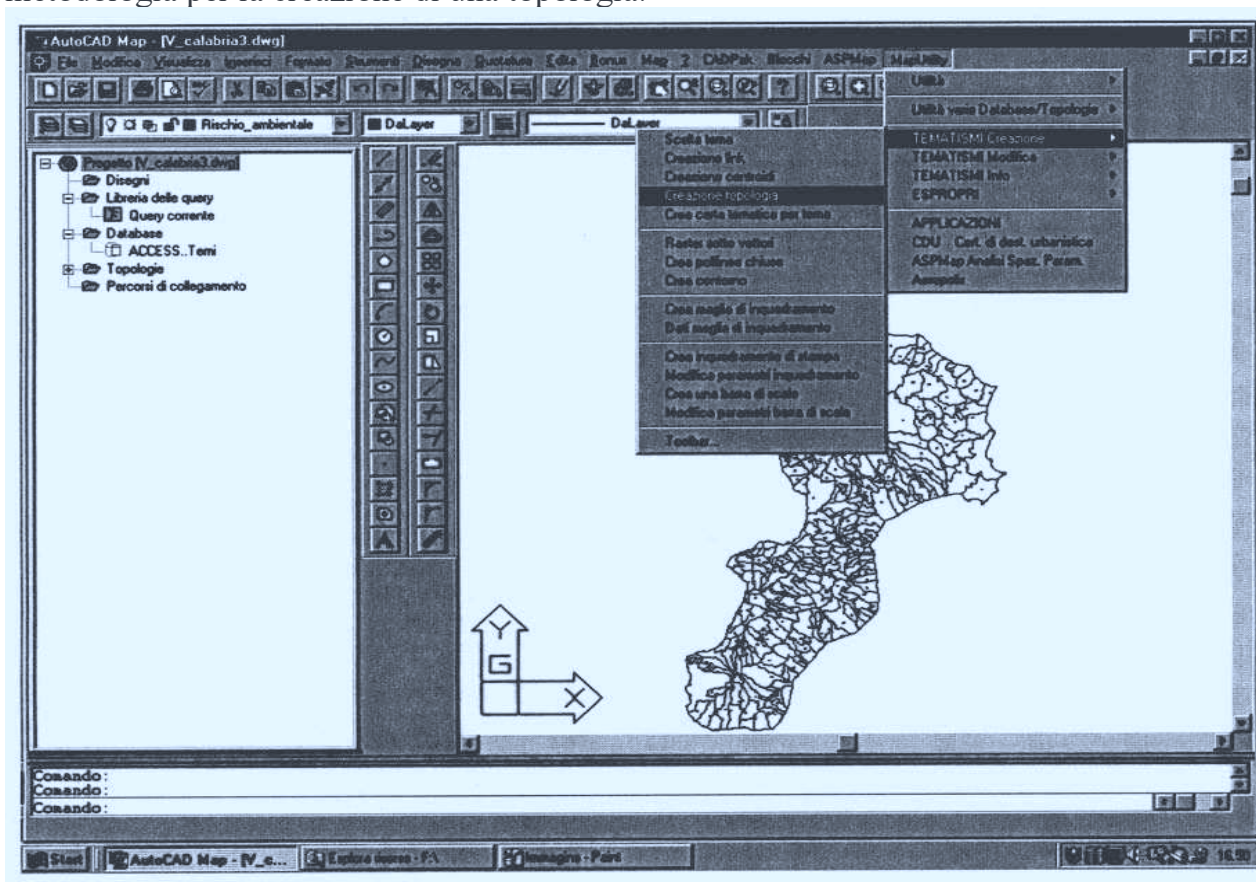 metodologia per la creazione di una topologia.
AutoCAD Map - [V_calabria3.dwg]
File Modifica Visualizza Inserisci Formato Strumenti Disegna Quotatura Edita Bonus Map ? CADPak Blocchi ASPMap MapUtility
Rischio_ambientale DaLayer DaLayer
Progetto [V_calabria3.dwg]
Disegni
Libreria delle query
Query corrente
Database
ACCESS..Temi
Topologie
Percorsi di collegamento
Scelta tema
Creazione link
Creazione centroidi
Creazione topologia
Crea carta tematica per tema
Raster sotto vettori
Crea polilinee chiuse
Crea contorno
Crea maglia di inquadramento
Dati maglia di inquadramento
Crea inquadramento di stampa
Modifica parametri inquadramento
Crea una barra di scala
Modifica parametri barra di scala
Toolbar...
Utilità
Utilità varie Database/Topologie
TEMATISMI Creazione
TEMATISMI Modifica
TEMATISMI Info
ESPROPRI
APPLICAZIONI
CDU Cert. di dest. urbanistica
ASPMap Analisi Spaz. Param.
Y
G
X
Comando:
Comando:
Comando:
Start AutoCAD Map - [V_c... Esplora risorse - F:\ Immagine - Paint 16.50